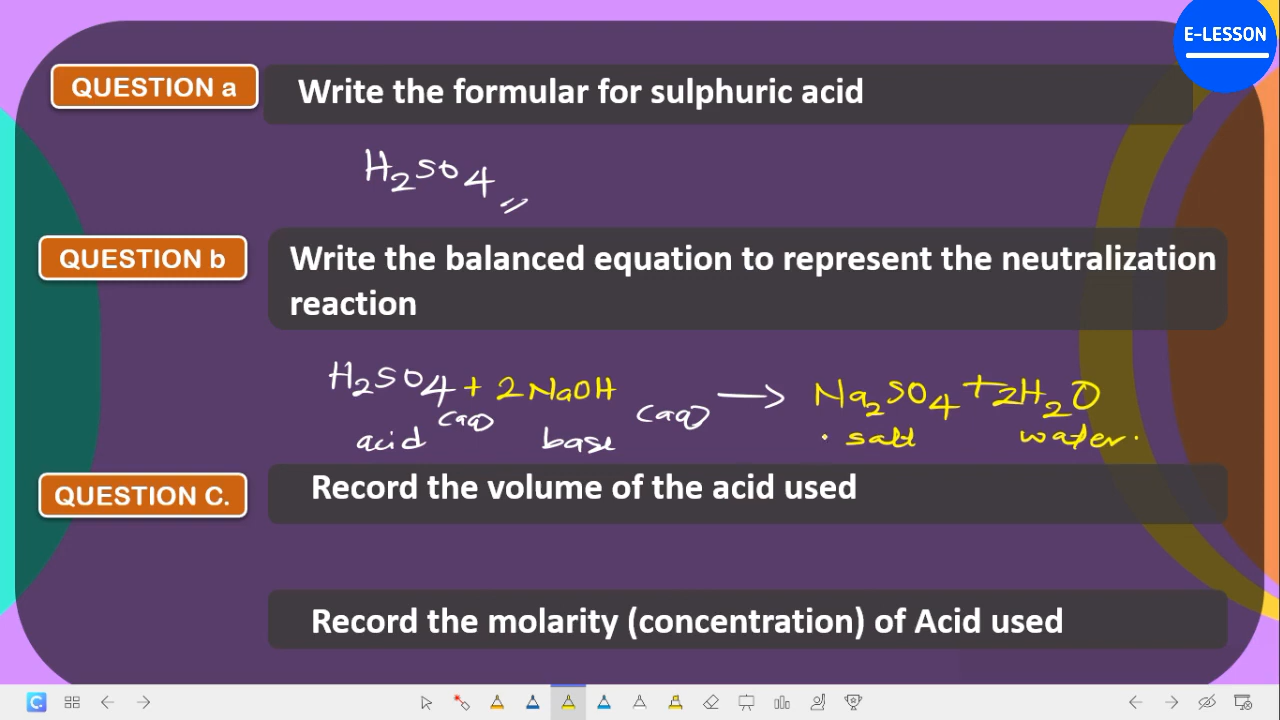 E-LESSON
QUESTION a
Write the formular for sulphuric acid
H2SO4
QUESTION b
Write the balanced equation to represent the neutralization
reaction
H2SO4 (aq) + 2NaOH (aq) → Na2SO4 + 2H2O
acid base salt water
QUESTION C.
Record the volume of the acid used
Record the molarity (concentration) of Acid used